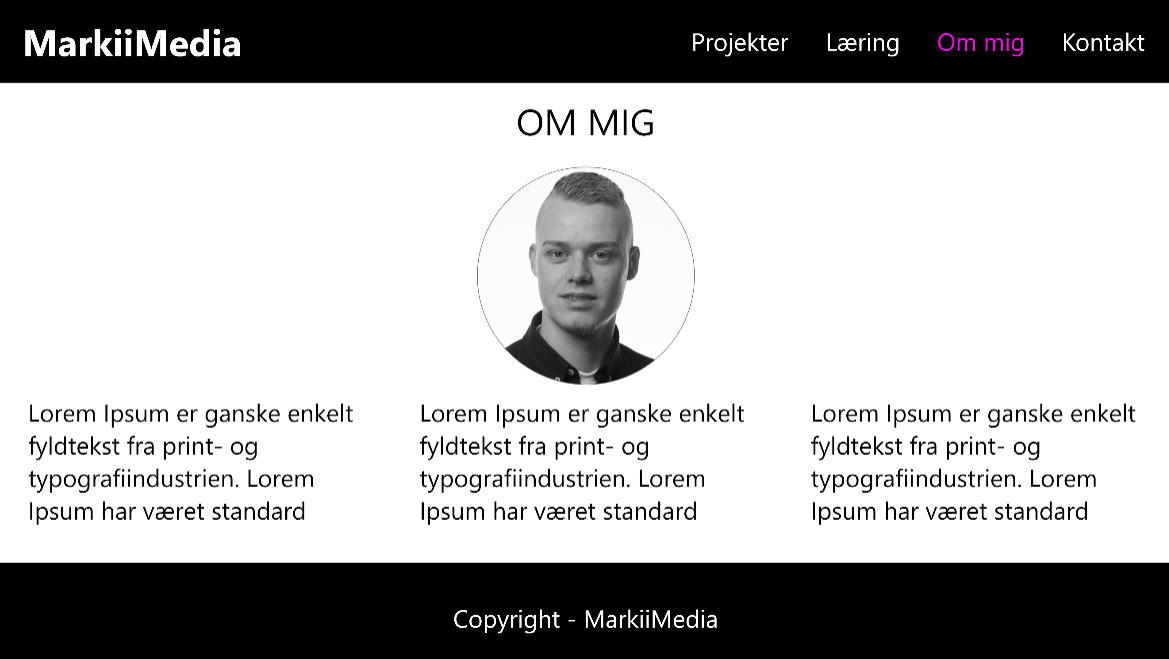 MarkiiMedia
Projekter Læring Om mig Kontakt
OM MIG
Lorem Ipsum er ganske enkelt
fyldtekst fra print- og
typografiindustrien. Lorem
Ipsum har været standard
Lorem Ipsum er ganske enkelt
fyldtekst fra print- og
typografiindustrien. Lorem
Ipsum har været standard
Lorem Ipsum er ganske enkelt
fyldtekst fra print- og
typografiindustrien. Lorem
Ipsum har været standard
Copyright - MarkiiMedia